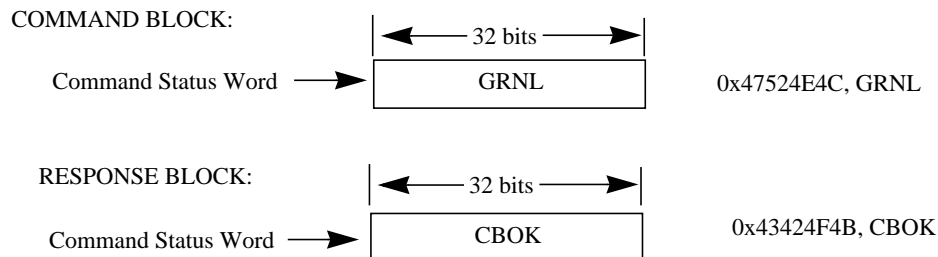 COMMAND BLOCK:
32 bits
Command Status Word GRNL 0x47524E4C, GRNL
RESPONSE BLOCK:
32 bits
Command Status Word CBOK 0x43424F4B, CBOK